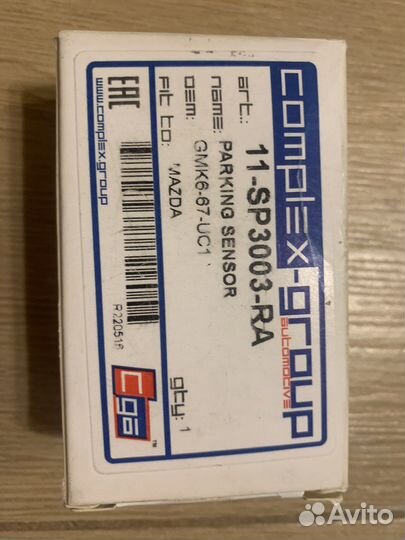 complex-group
automotive
art.: 11-SP3003-RA
name: PARKING SENSOR
oem: GMK6-67-UC1
fit to: MAZDA
qty: 1
EAC
www.complex.group
R220516
cga™
Avito